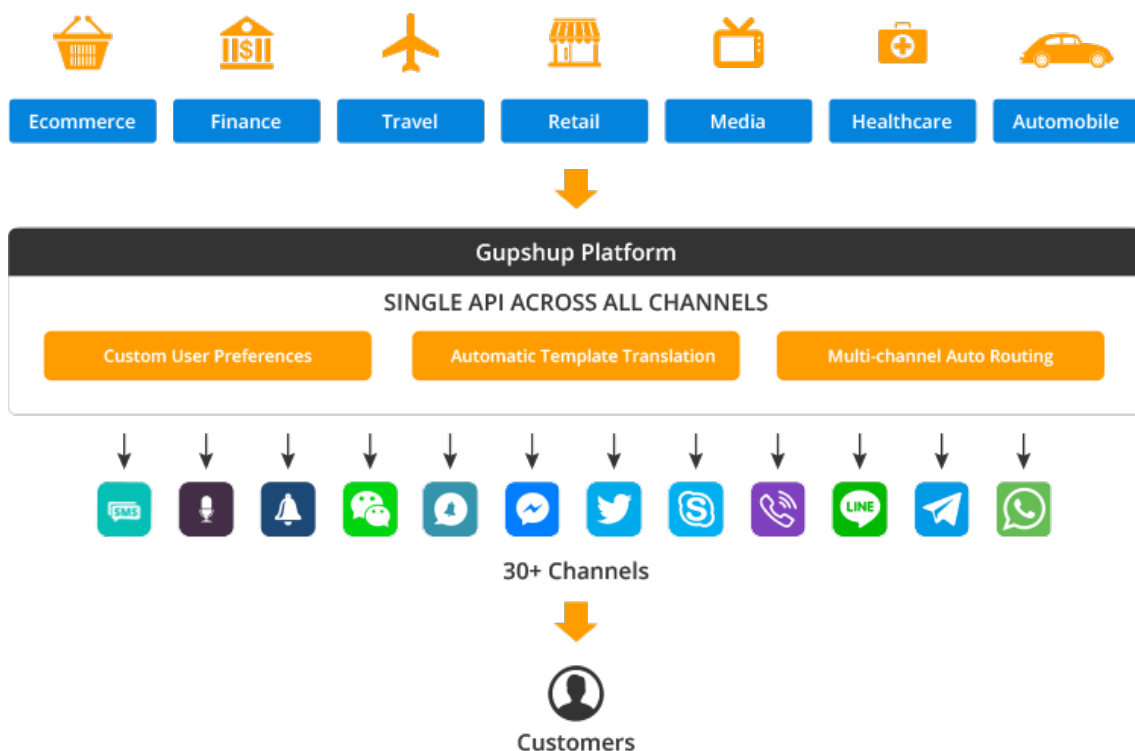 Ecommerce Finance Travel Retail Media Healthcare Automobile
Gupshup Platform
SINGLE API ACROSS ALL CHANNELS
Custom User Preferences Automatic Template Translation Multi-channel Auto Routing
SMS LINE
30+ Channels
Customers